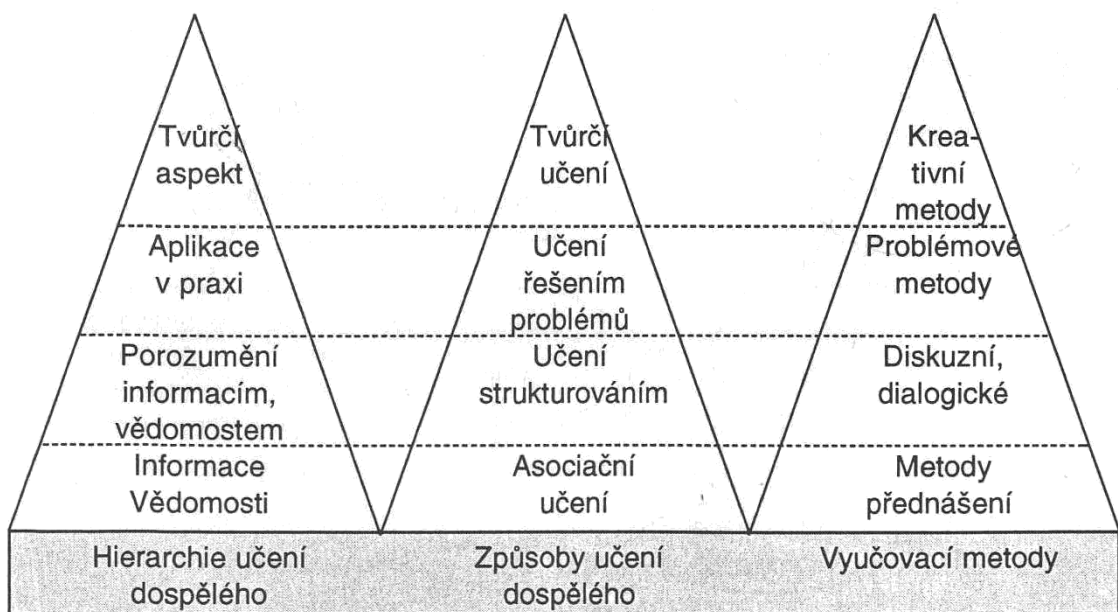 Tvůrčí
aspekt
Tvůrčí
učení
Krea-
tivní
metody
Aplikace
v praxi
Učení
řešením
problémů
Problémové
metody
Porozumění
informacím,
vědomostem
Učení
strukturováním
Diskuzní,
dialogické
Informace
Vědomosti
Asociační
učení
Metody
přednášení
Hierarchie učení
dospělého
Způsoby učení
dospělého
Vyučovací metody